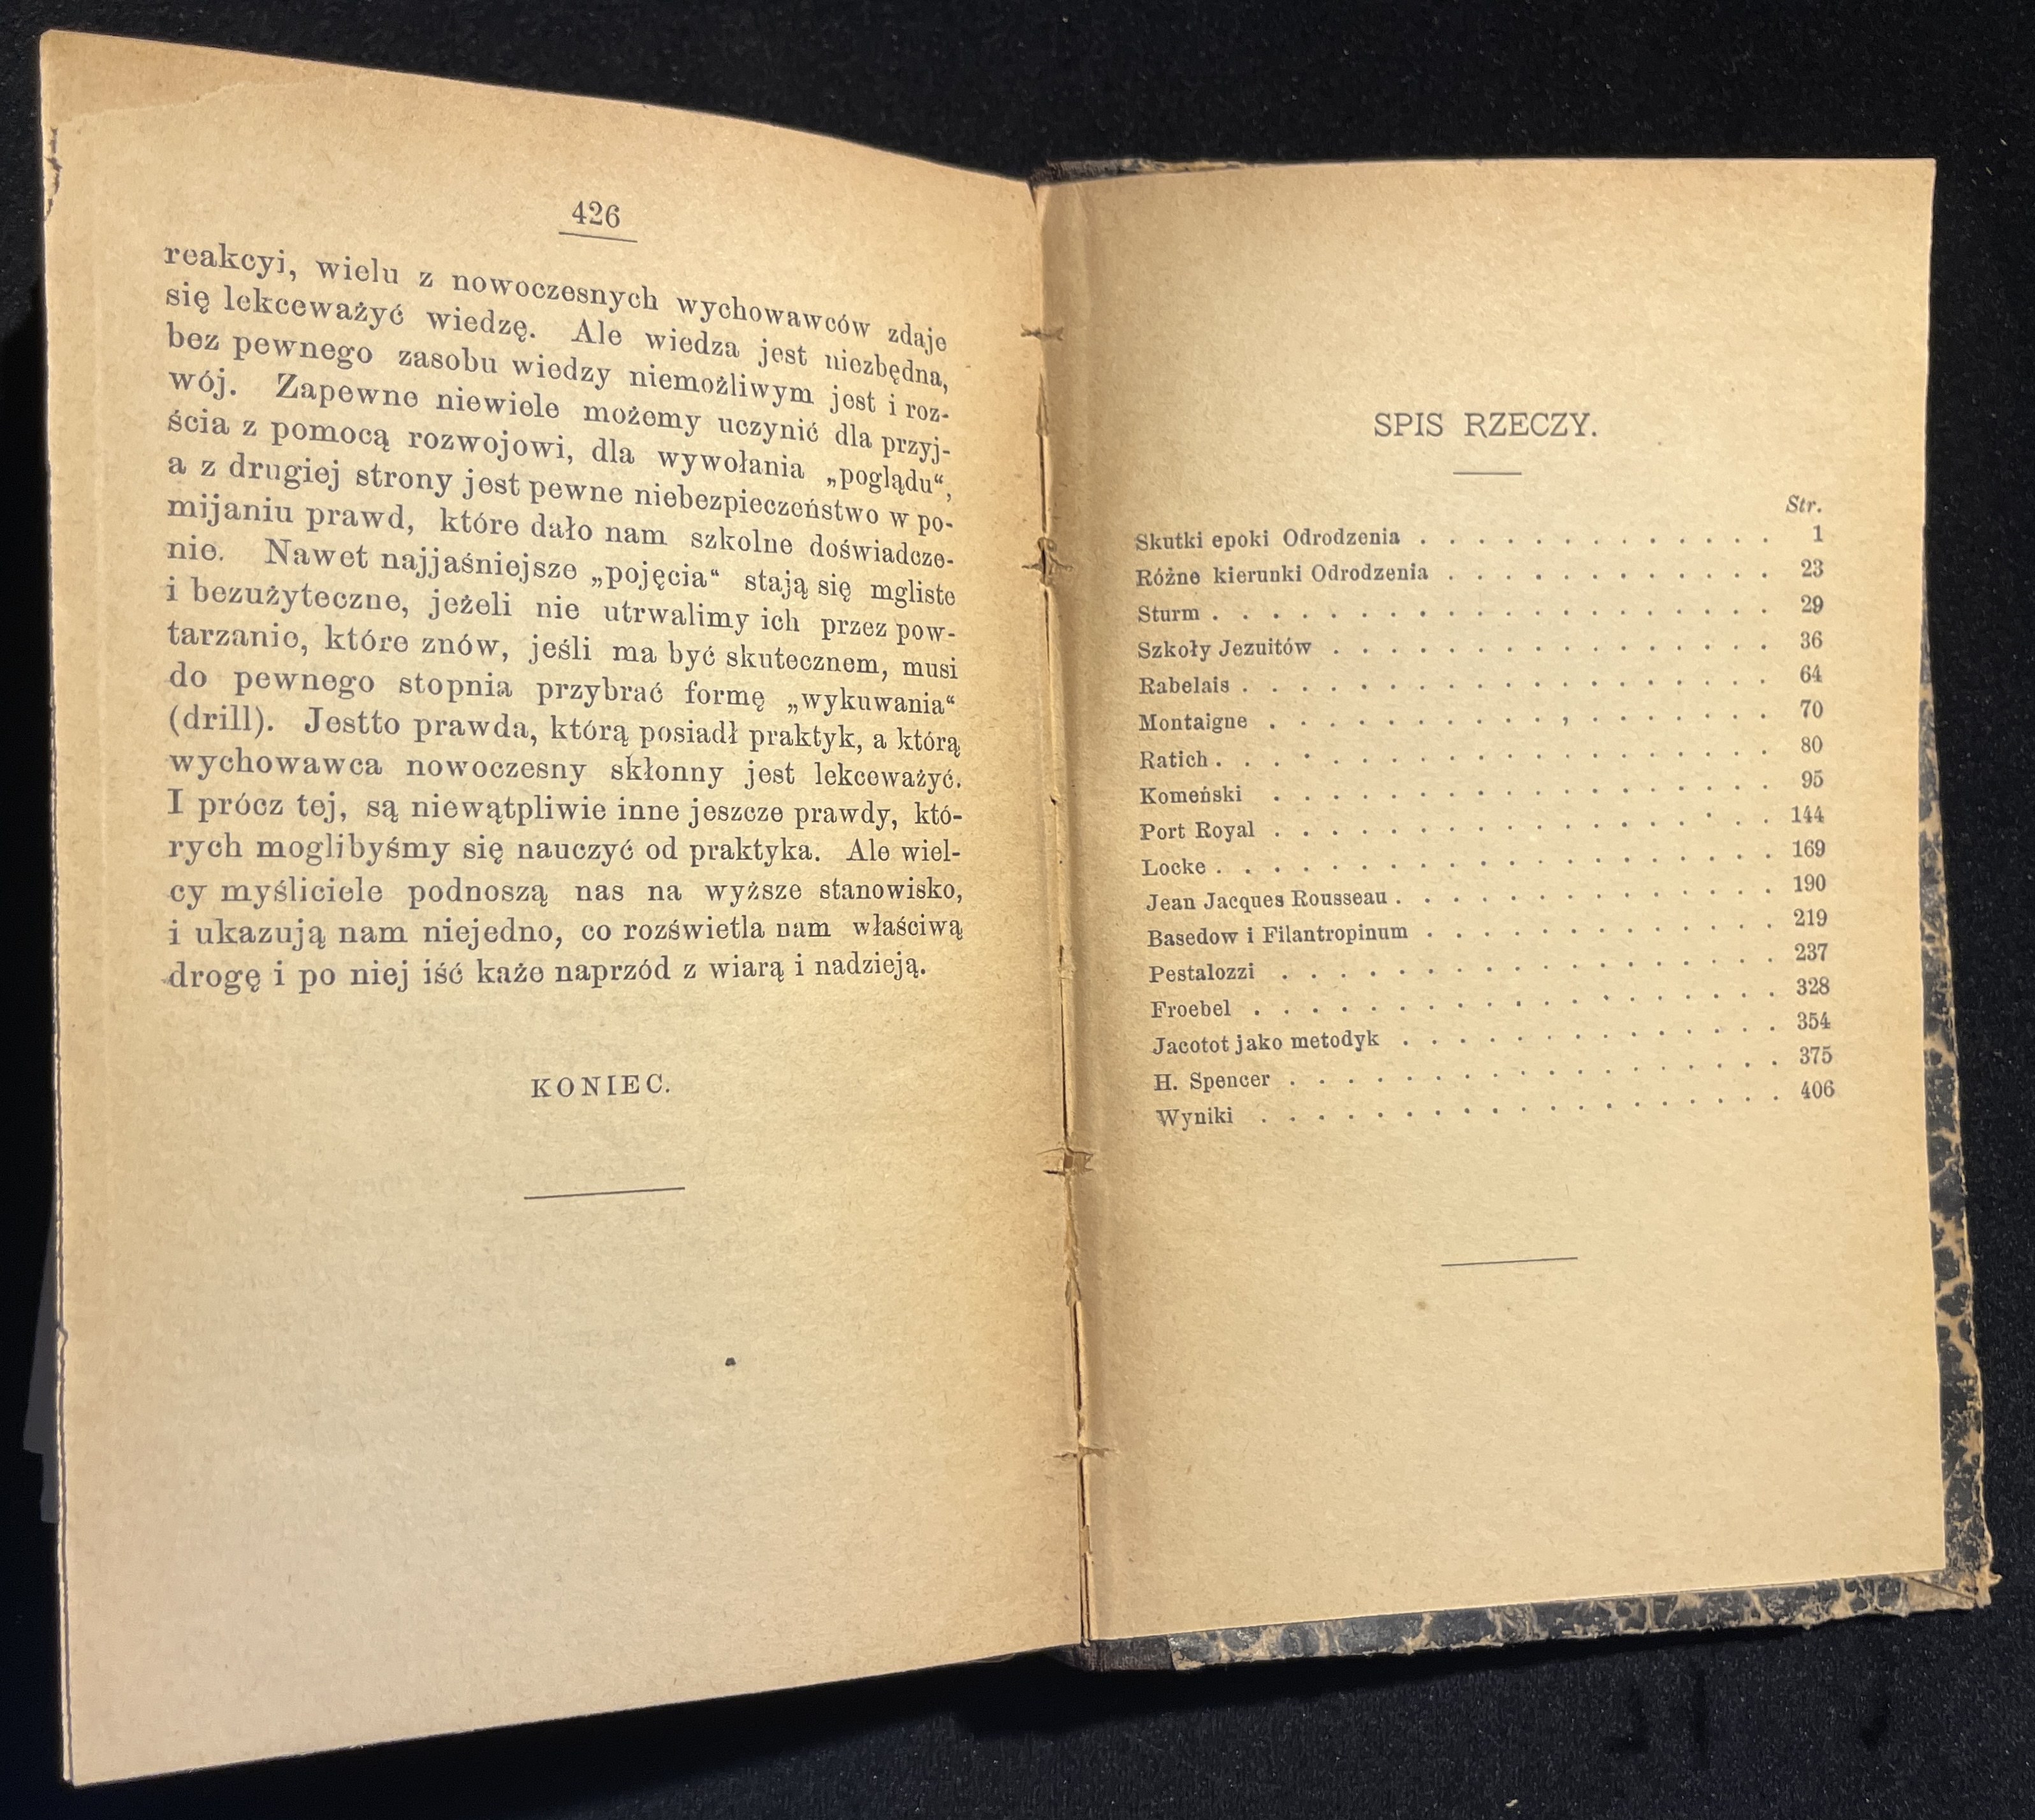 426
reakcyi, wielu z nowoczesnych wychowawców zdaje
się lekceważyć wiedzę. Ale wiedza jest niezbędna,
bez pewnego zasobu wiedzy niemożliwym jest i roz-
wój. Zapewne niewiele możemy uczynić dla przyj-
ścia z pomocą rozwojowi, dla wywołania „poglądu“,
a z drugiej strony jest pewne niebezpieczeństwo w po-
mijaniu prawd, które dało nam szkolne doświadcze-
nie. Nawet najjaśniejsze „pojęcia“ stają się mgliste
i bezużyteczne, jeżeli nie utrwalimy ich przez pow-
tarzanie, które znów, jeśli ma być skutecznem, musi
do pewnego stopnia przybrać formę „wykuwania“
(drill). Jestto prawda, którą posiadł praktyk, a którą
wychowawca nowoczesny skłonny jest lekceważyć.
I prócz tej, są niewątpliwie inne jeszcze prawdy, któ-
rych moglibyśmy się nauczyć od praktyka. Ale wiel-
cy myśliciele podnoszą nas na wyższe stanowisko,
i ukazują nam niejedno, co rozświetla nam właściwą
drogę i po niej iść każe naprzód z wiarą i nadzieją.
KONIEC.
SPIS RZECZY.
Str.
Skutki epoki Odrodzenia . . . . . . . . . . . . . 1
Różne kierunki Odrodzenia . . . . . . . . . . . . 23
Sturm . . . . . . . . . . . . . . . . . . . . 29
Szkoły Jezuitów . . . . . . . . . . . . . . . . 36
Rabelais . . . . . . . . . . . . . . . . . . . 64
Montaigne . . . . . . . . . . , . . . . . . . 70
Ratich . . . . . . . . . . . . . . . . . . . . 80
Komeński . . . . . . . . . . . . . . . . . . 95
Port Royal . . . . . . . . . . . . . . . . . . 144
Locke . . . . . . . . . . . . . . . . . . . . 169
Jean Jacques Rousseau . . . . . . . . . . . . . . 190
Basedow i Filantropinum . . . . . . . . . . . . . 219
Pestalozzi . . . . . . . . . . . . . . . . . . 237
Froebel . . . . . . . . . . . . . . . . . . . 328
Jacotot jako metodyk . . . . . . . . . . . . . . 354
H. Spencer . . . . . . . . . . . . . . . . . . 375
Wyniki . . . . . . . . . . . . . . . . . . . 406